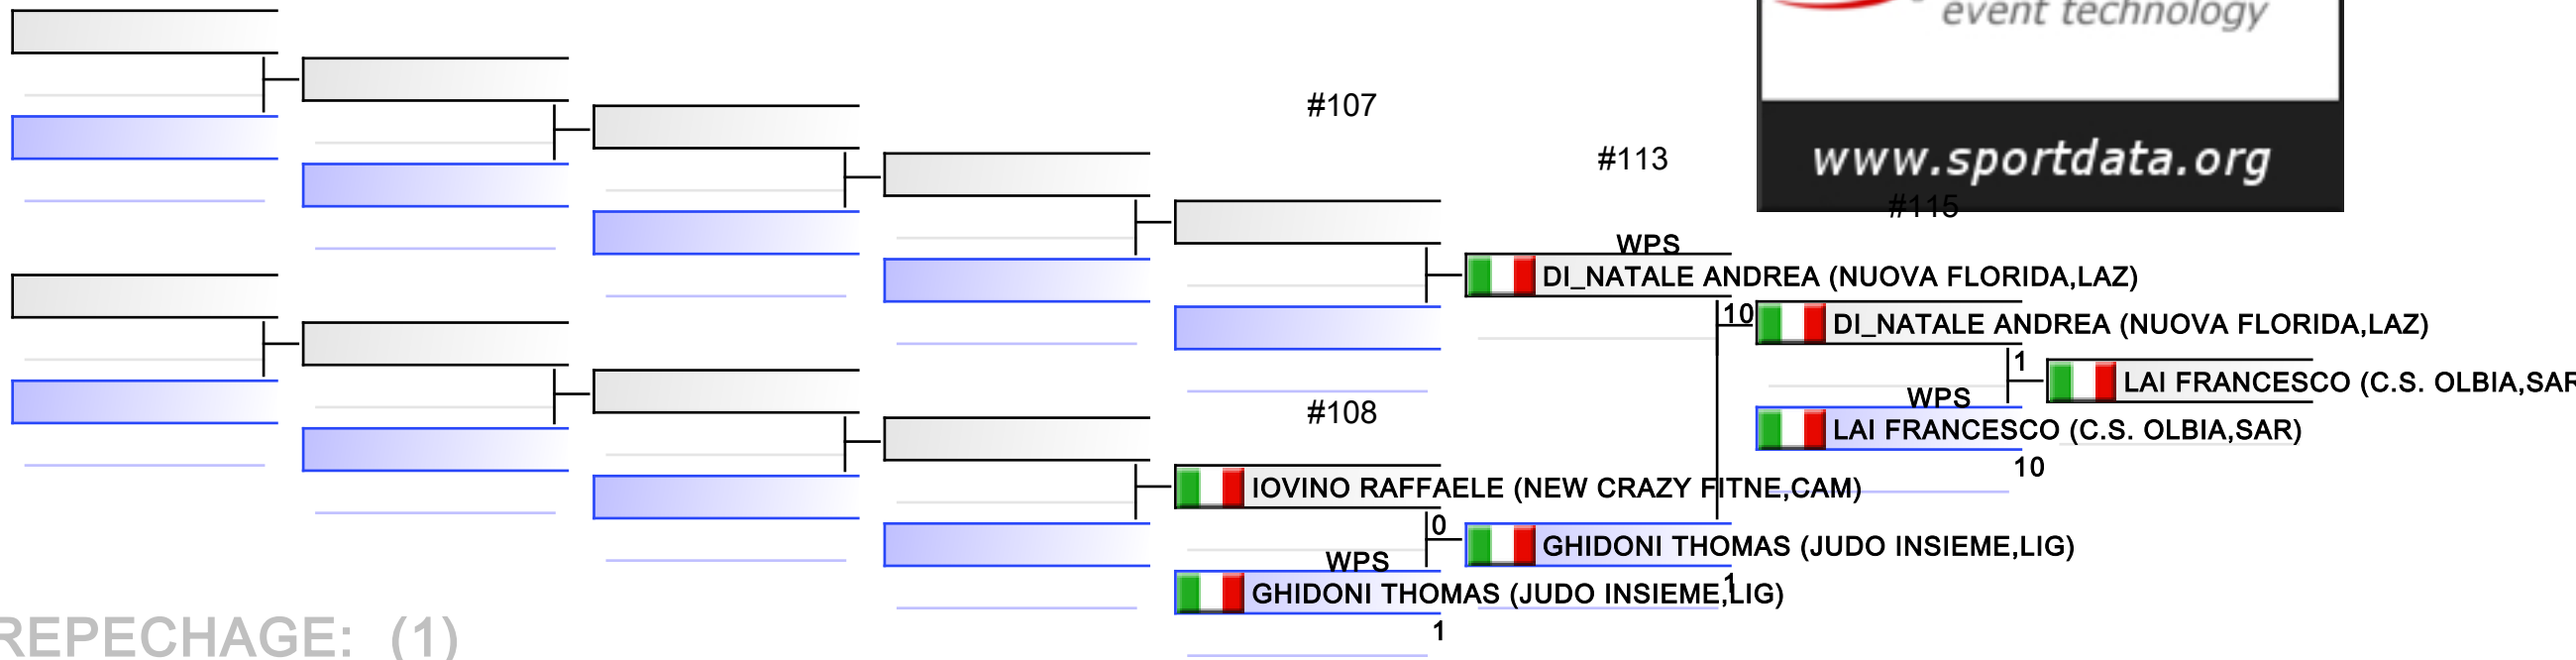 event technology
#107
#113
www.sportdata.org
#115
WPS
DI_NATALE ANDREA (NUOVA FLORIDA,LAZ)
10
DI_NATALE ANDREA (NUOVA FLORIDA,LAZ)
1
LAI FRANCESCO (C.S. OLBIA,SAR
WPS
LAI FRANCESCO (C.S. OLBIA,SAR)
10
#108
IOVINO RAFFAELE (NEW CRAZY FITNE,CAM)
0
GHIDONI THOMAS (JUDO INSIEME,LIG)
1
WPS
GHIDONI THOMAS (JUDO INSIEME,LIG)
1
REPECHAGE: (1)